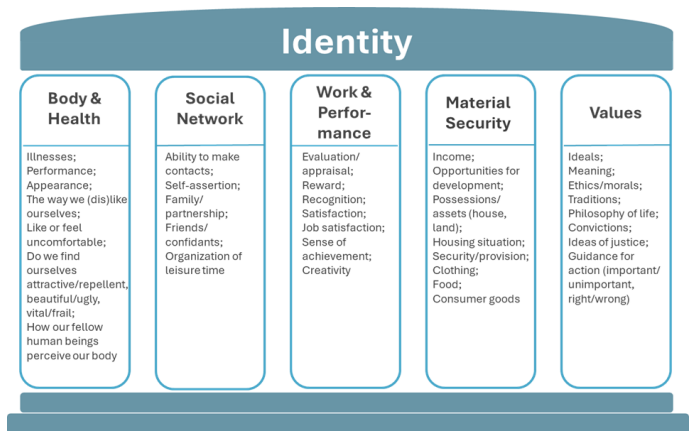 Identity
Body &
Health
Illnesses;
Performance;
Appearance;
The way we (dis)like
ourselves;
Like or feel
uncomfortable;
Do we find
ourselves
attractive/repellent,
beautiful/ugly,
vital/frail;
How our fellow
human beings
perceive our body
Social
Network
Ability to make
contacts;
Self-assertion;
Family/
partnership;
Friends/
confidants;
Organization of
leisure time
Work &
Perfor-
mance
Evaluation/
appraisal;
Reward;
Recognition;
Satisfaction;
Job satisfaction;
Sense of
achievement;
Creativity
Material
Security
Income;
Opportunities for
development;
Possessions/
assets (house,
land);
Housing situation;
Security/provision;
Clothing;
Food;
Consumer goods
Values
Ideals;
Meaning;
Ethics/morals;
Traditions;
Philosophy of life;
Convictions;
Ideas of justice;
Guidance for
action (important/
unimportant,
right/wrong)